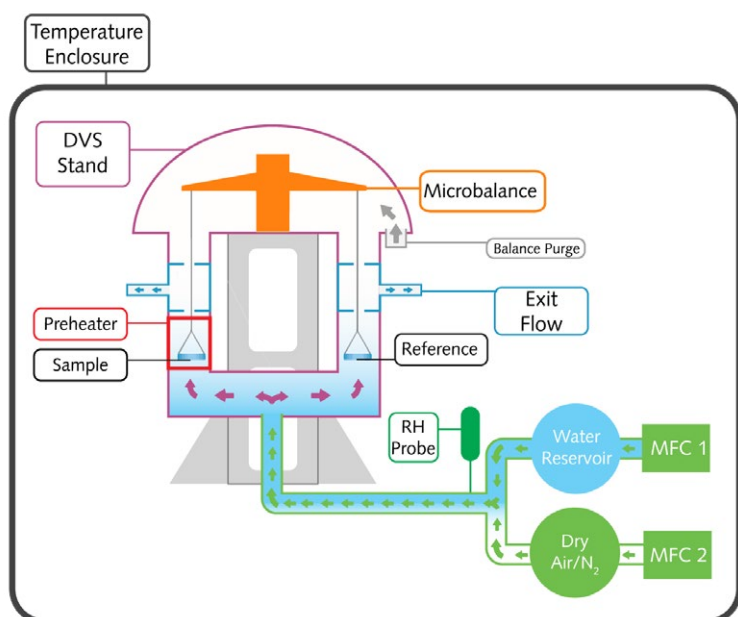 Temperature
Enclosure
DVS
Stand
Microbalance
Balance Purge
Exit
Flow
Preheater
Sample
Reference
RH
Probe
Water
Reservoir
MFC 1
Dry
Air/N₂
MFC 2